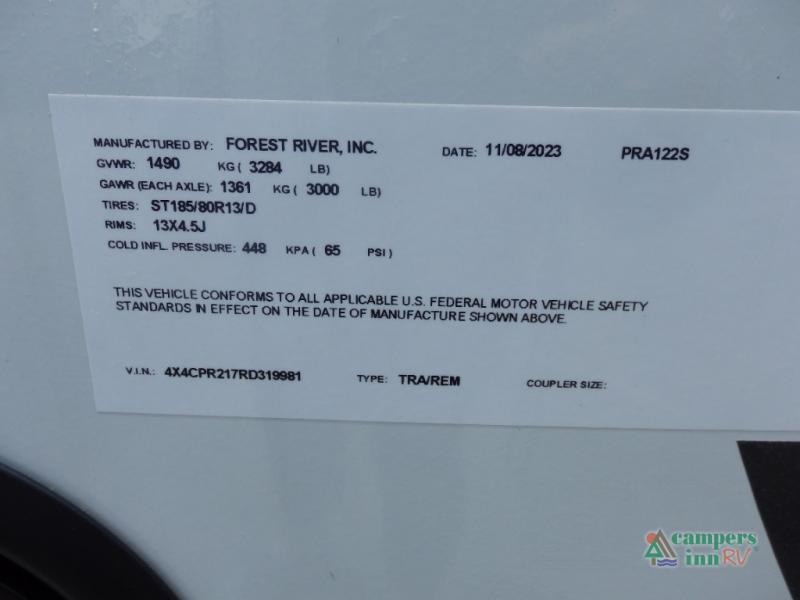 MANUFACTURED BY: FOREST RIVER, INC. DATE: 11/08/2023 PRA122S
GVWR: 1490 KG ( 3284 LB)
GAWR (EACH AXLE): 1361 KG ( 3000 LB)
TIRES: ST185/80R13/D
RIMS: 13X4.5J
COLD INFL. PRESSURE: 448 KPA ( 65 PSI )
THIS VEHICLE CONFORMS TO ALL APPLICABLE U.S. FEDERAL MOTOR VEHICLE SAFETY
STANDARDS IN EFFECT ON THE DATE OF MANUFACTURE SHOWN ABOVE.
V.I.N.: 4X4CPR217RD319981 TYPE: TRA/REM COUPLER SIZE:
campers
inn RV